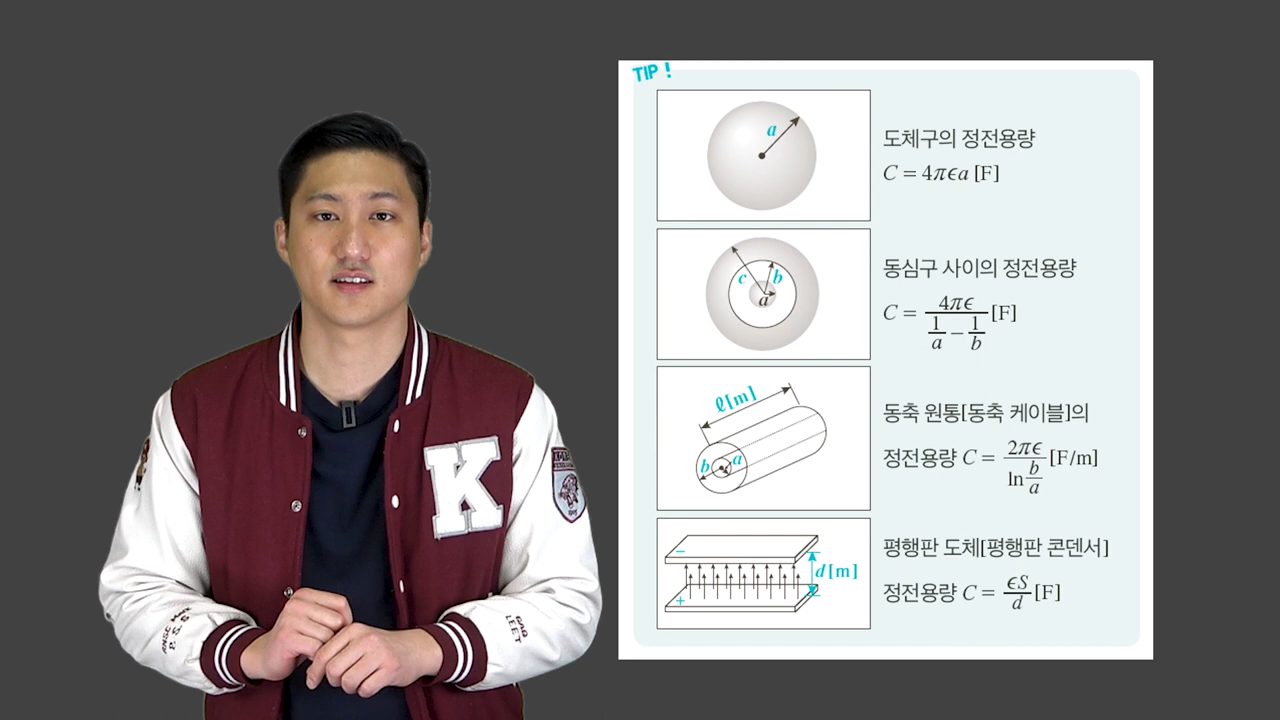 TIP !
a
도체구의 정전용량
C = 4πϵa [F]
c b
a
동심구 사이의 정전용량
C = 4πϵ / (1/a − 1/b) [F]
ℓ[m]
b a
동축 원통[동축 케이블]의
정전용량 C = 2πϵ / (ln b/a) [F/m]
−
+
d[m]
평행판 도체[평행판 콘덴서]
정전용량 C = ϵS / d [F]
K